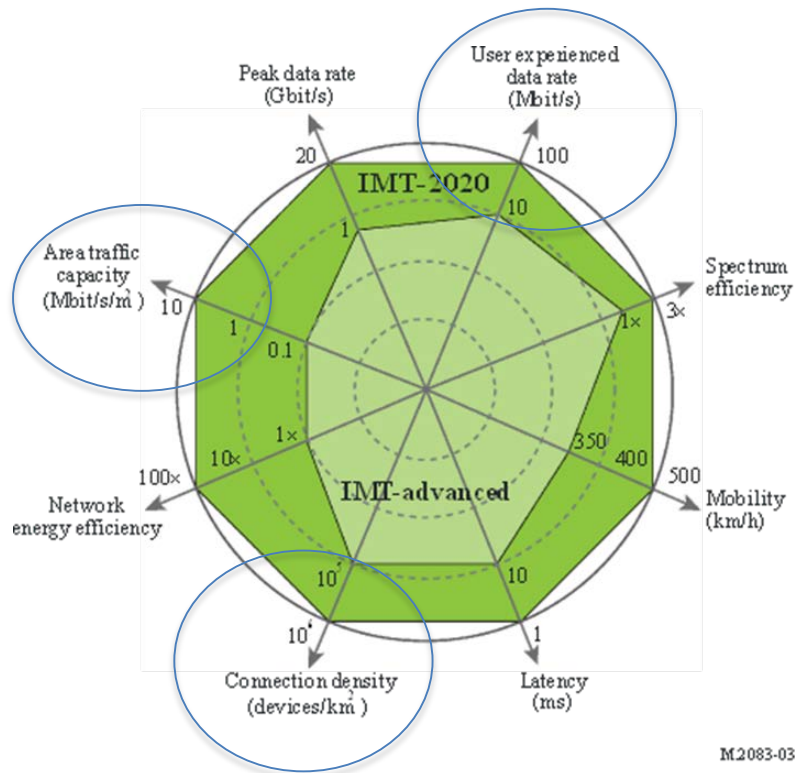 User experienced
data rate
(Mbit/s)
Peak data rate
(Gbit/s)
20
100
IMT-2020
1
10
Area traffic
capacity
(Mbit/s/m²)
Spectrum
efficiency
10
1
0.1
1×
3×
1×
10×
100×
350
400
500
Network
energy efficiency
IMT-advanced
Mobility
(km/h)
10⁵
10
10⁶
1
Connection density
(devices/km²)
Latency
(ms)
M.2083-03